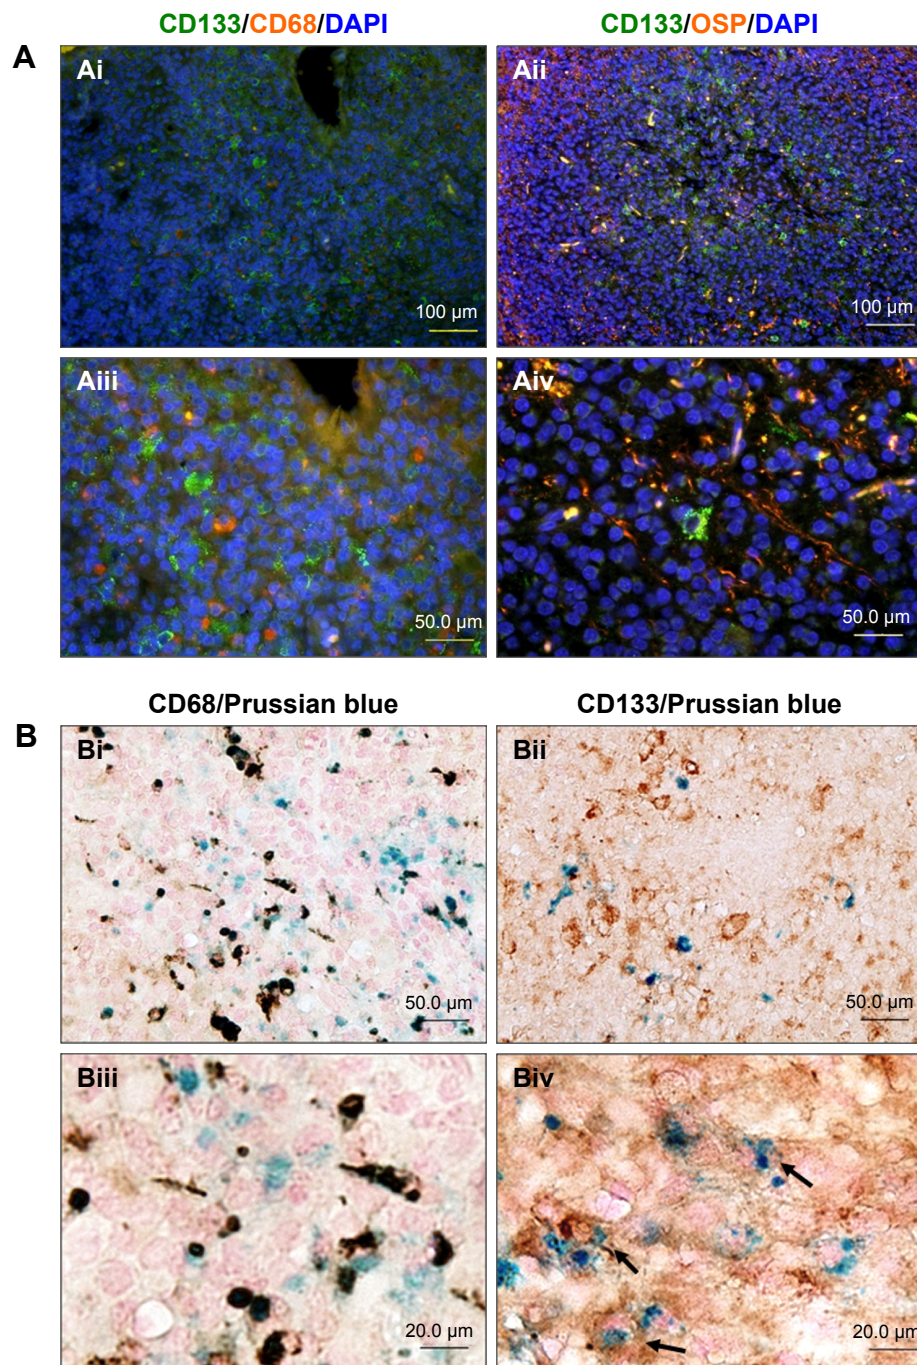 CD133/CD68/DAPI
CD133/OSP/DAPI
A
Ai
Aii
100 µm
100 µm
Aiii
Aiv
50.0 µm
50.0 µm
CD68/Prussian blue
CD133/Prussian blue
B
Bi
Bii
50.0 µm
50.0 µm
Biii
Biv
20.0 µm
20.0 µm